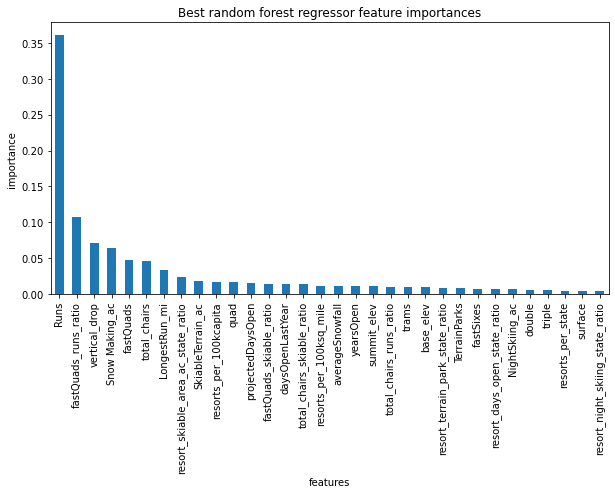 Best random forest regressor feature importances
importance
0.35
0.30
0.25
0.20
0.15
0.10
0.05
0.00
Runs
fastQuads_runs_ratio
vertical_drop
Snow Making_ac
fastQuads
total_chairs
LongestRun_mi
resort_skiable_area_ac_state_ratio
SkiableTerrain_ac
resorts_per_100kcapita
quad
projectedDaysOpen
fastQuads_skiable_ratio
daysOpenLastYear
total_chairs_skiable_ratio
resorts_per_100ksq_mile
averageSnowfall
yearsOpen
summit_elev
total_chairs_runs_ratio
trams
base_elev
resort_terrain_park_state_ratio
TerrainParks
fastSixes
resort_days_open_state_ratio
NightSkiing_ac
double
triple
resorts_per_state
surface
resort_night_skiing_state_ratio
features